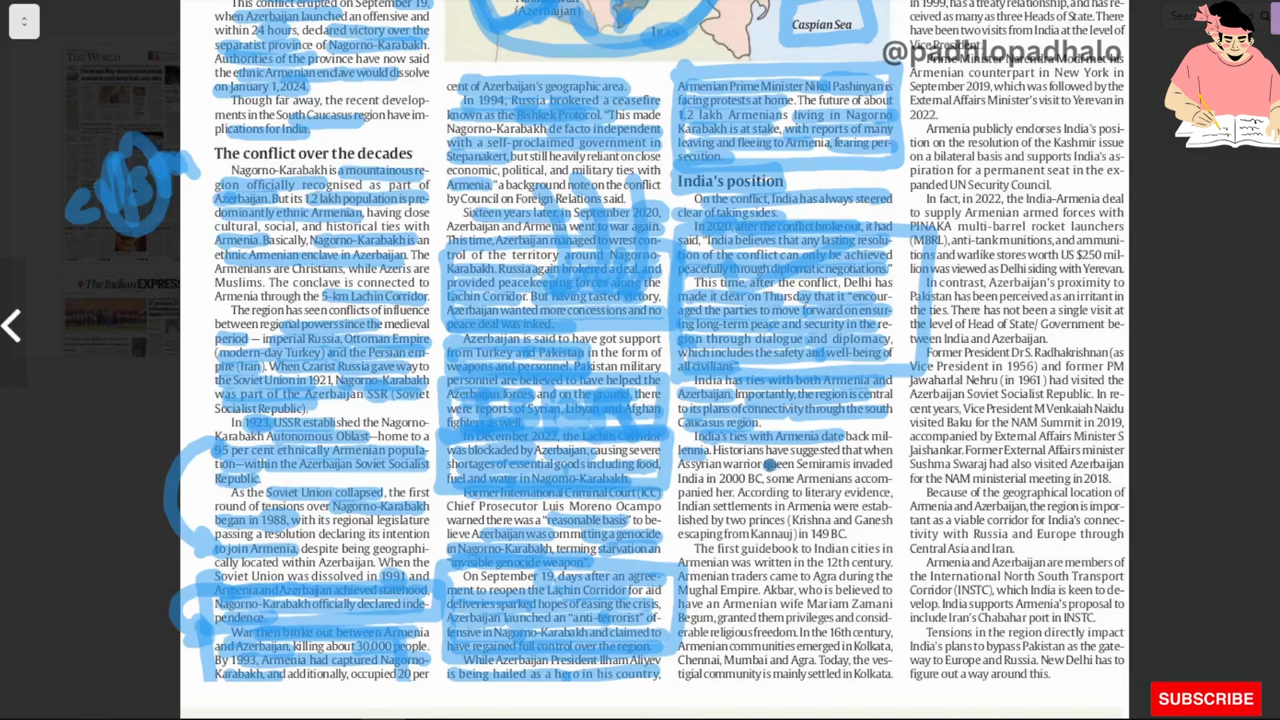 This conflict erupted on September 19,
when Azerbaijan launched an offensive and
within 24 hours, declared victory over the
separatist province of Nagorno-Karabakh.
Authorities of the province have now said
the ethnic Armenian enclave would dissolve
on January 1, 2024.
Though far away, the recent develop-
ments in the South Caucasus region have im-
plications for India.
The conflict over the decades
Nagorno-Karabakh is a mountainous re-
gion officially recognised as part of
Azerbaijan. But its 1.2 lakh population is pre-
dominantly ethnic Armenian, having close
cultural, social, and historical ties with
Armenia. Basically, Nagorno-Karabakh is an
ethnic Armenian enclave in Azerbaijan. The
Armenians are Christians, while Azeris are
Muslims. The conclave is connected to
Armenia through the 5-km Lachin Corridor.
The region has seen conflicts of influence
between regional powers since the medieval
period — imperial Russia, Ottoman Empire
(modern-day Turkey) and the Persian em-
pire (Iran). When Czarist Russia gave way to
the Soviet Union in 1921, Nagorno-Karabakh
was part of the Azerbaijan SSR (Soviet
Socialist Republic).
In 1923, USSR established the Nagorno-
Karabakh Autonomous Oblast—home to a
95 per cent ethnically Armenian popula-
tion—within the Azerbaijan Soviet Socialist
Republic.
As the Soviet Union collapsed, the first
round of tensions over Nagorno-Karabakh
began in 1988, with its regional legislature
passing a resolution declaring its intention
to join Armenia, despite being geographi-
cally located within Azerbaijan. When the
Soviet Union was dissolved in 1991 and
Armenia and Azerbaijan achieved statehood,
Nagorno-Karabakh officially declared inde-
pendence.
War then broke out between Armenia
and Azerbaijan, killing about 30,000 people.
By 1993, Armenia had captured Nagorno-
Karabakh, and additionally, occupied 20 per
(Azerbaijan)
IRAN
Caspian Sea
cent of Azerbaijan's geographic area.
In 1994, Russia brokered a ceasefire
known as the Bishkek Protocol. "This made
Nagorno-Karabakh de facto independent
with a self-proclaimed government in
Stepanakert, but still heavily reliant on close
economic, political, and military ties with
Armenia," a background note on the conflict
by Council on Foreign Relations said.
Sixteen years later, in September 2020,
Azerbaijan and Armenia went to war again.
This time, Azerbaijan managed to wrest con-
trol of the territory around Nagorno-
Karabakh. Russia again brokered a deal, and
provided peacekeeping forces along the
Lachin Corridor. But having tasted victory,
Azerbaijan wanted more concessions and no
peace deal was inked.
Azerbaijan is said to have got support
from Turkey and Pakistan in the form of
weapons and personnel. Pakistan military
personnel are believed to have helped the
Azerbaijan forces, and on the ground, there
were reports of Syrian, Libyan and Afghan
fighters as well.
In December 2022, the Lachin Corridor
was blockaded by Azerbaijan, causing severe
shortages of essential goods including food,
fuel and water in Nagorno-Karabakh.
Former International Criminal Court (ICC)
Chief Prosecutor Luis Moreno Ocampo
warned there was a "reasonable basis" to be-
lieve Azerbaijan was committing a genocide
in Nagorno-Karabakh, terming starvation an
"invisible genocide weapon".
On September 19, days after an agree-
ment to reopen the Lachin Corridor for aid
deliveries sparked hopes of easing the crisis,
Azerbaijan launched an "anti-terrorist" of-
fensive in Nagorno-Karabakh and claimed to
have regained full control over the region.
While Azerbaijan President Ilham Aliyev
is being hailed as a hero in his country,
Armenian Prime Minister Nikol Pashinyan is
facing protests at home. The future of about
1.2 lakh Armenians living in Nagorno
Karabakh is at stake, with reports of many
leaving and fleeing to Armenia, fearing per-
secution.
India's position
On the conflict, India has always steered
clear of taking sides.
In 2020, after the conflict broke out, it had
said, "India believes that any lasting resolu-
tion of the conflict can only be achieved
peacefully through diplomatic negotiations."
This time, after the conflict, Delhi has
made it clear on Thursday that it "encour-
aged the parties to move forward on ensur-
ing long-term peace and security in the re-
gion through dialogue and diplomacy,
which includes the safety and well-being of
all civilians".
India has ties with both Armenia and
Azerbaijan. Importantly, the region is central
to its plans of connectivity through the south
Caucasus region.
India's ties with Armenia date back mil-
lennia. Historians have suggested that when
Assyrian warrior queen Semiramis invaded
India in 2000 BC, some Armenians accom-
panied her. According to literary evidence,
Indian settlements in Armenia were estab-
lished by two princes (Krishna and Ganesh
escaping from Kannauj) in 149 BC.
The first guidebook to Indian cities in
Armenian was written in the 12th century.
Armenian traders came to Agra during the
Mughal Empire. Akbar, who is believed to
have an Armenian wife Mariam Zamani
Begum, granted them privileges and consid-
erable religious freedom. In the 16th century,
Armenian communities emerged in Kolkata,
Chennai, Mumbai and Agra. Today, the ves-
tigial community is mainly settled in Kolkata.
in 1999, has a treaty relationship, and has re-
ceived as many as three Heads of State. There
have been two visits from India at the level of
Vice President.
@padhilopadhalo
Prime Minister Narendra Modi met his
Armenian counterpart in New York in
September 2019, which was followed by the
External Affairs Minister's visit to Yerevan in
2022.
Armenia publicly endorses India's posi-
tion on the resolution of the Kashmir issue
on a bilateral basis and supports India's as-
piration for a permanent seat in the ex-
panded UN Security Council.
In fact, in 2022, the India-Armenia deal
to supply Armenian armed forces with
PINAKA multi-barrel rocket launchers
(MBRL), anti-tank munitions, and ammuni-
tions and warlike stores worth US $250 mil-
lion was viewed as Delhi siding with Yerevan.
In contrast, Azerbaijan's proximity to
Pakistan has been perceived as an irritant in
the ties. There has not been a single visit at
the level of Head of State/ Government be-
tween India and Azerbaijan.
Former President Dr S. Radhakrishnan (as
Vice President in 1956) and former PM
Jawaharlal Nehru (in 1961) had visited the
Azerbaijan Soviet Socialist Republic. In re-
cent years, Vice President M Venkaiah Naidu
visited Baku for the NAM Summit in 2019,
accompanied by External Affairs Minister S
Jaishankar. Former External Affairs minister
Sushma Swaraj had also visited Azerbaijan
for the NAM ministerial meeting in 2018.
Because of the geographical location of
Armenia and Azerbaijan, the region is impor-
tant as a viable corridor for India's connec-
tivity with Russia and Europe through
Central Asia and Iran.
Armenia and Azerbaijan are members of
the International North South Transport
Corridor (INSTC), which India is keen to de-
velop. India supports Armenia's proposal to
include Iran's Chabahar port in INSTC.
Tensions in the region directly impact
India's plans to bypass Pakistan as the gate-
way to Europe and Russia. New Delhi has to
figure out a way around this.
THE WORLD
The Indian EXPRESS
SUBSCRIBE